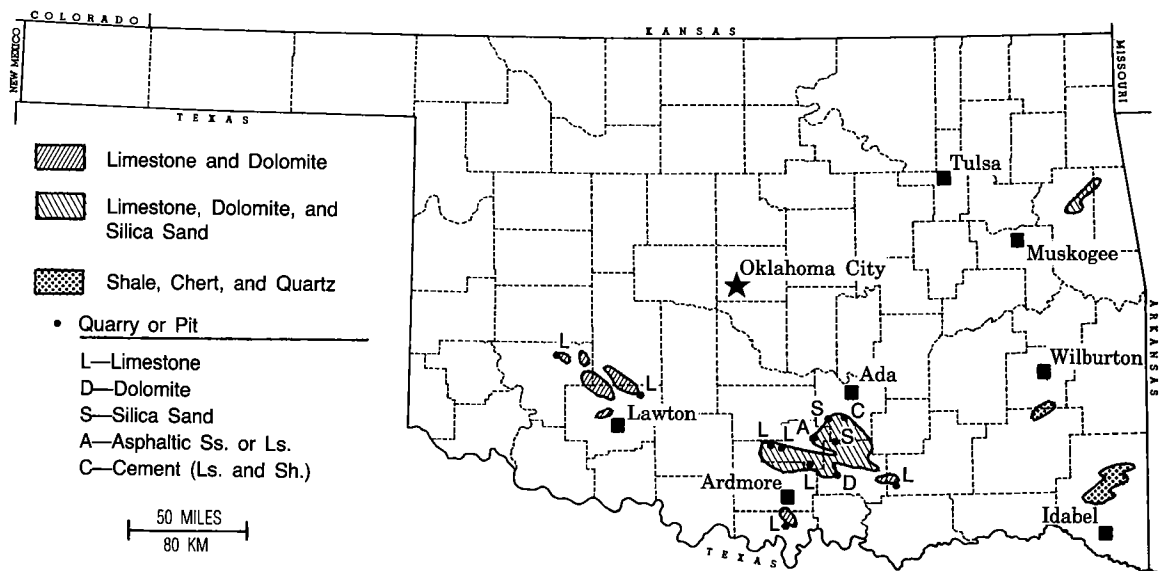 COLORADO
KANSAS
NEW MEXICO
MISSOURI
TEXAS
Limestone and Dolomite
Limestone, Dolomite, and
Silica Sand
Shale, Chert, and Quartz
• Quarry or Pit
L—Limestone
D—Dolomite
S—Silica Sand
A—Asphaltic Ss. or Ls.
C—Cement (Ls. and Sh.)
50 MILES
80 KM
Tulsa
Muskogee
Oklahoma City
ARKANSAS
Wilburton
L
L
Ada
Lawton
S
C
A
S
L
L
L
D
L
Ardmore
L
Idabel
TEXAS